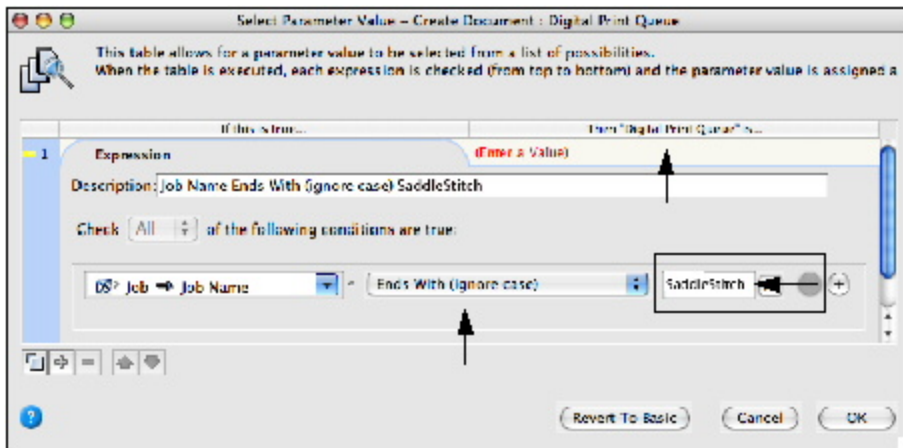 Select Parameter Value – Create Document : Digital Print Queue
This table allows for a parameter value to be selected from a list of possibilities.
When the table is executed, each expression is checked (from top to bottom) and the parameter value is assigned a
If this is true... Then "Digital Print Queue" is...
1 Expression (Enter a Value)
Description: Job Name Ends With (ignore case) SaddleStitch
Check All of the following conditions are true:
Job Job Name Ends With (ignore case) SaddleStitch
Revert To Basic Cancel OK